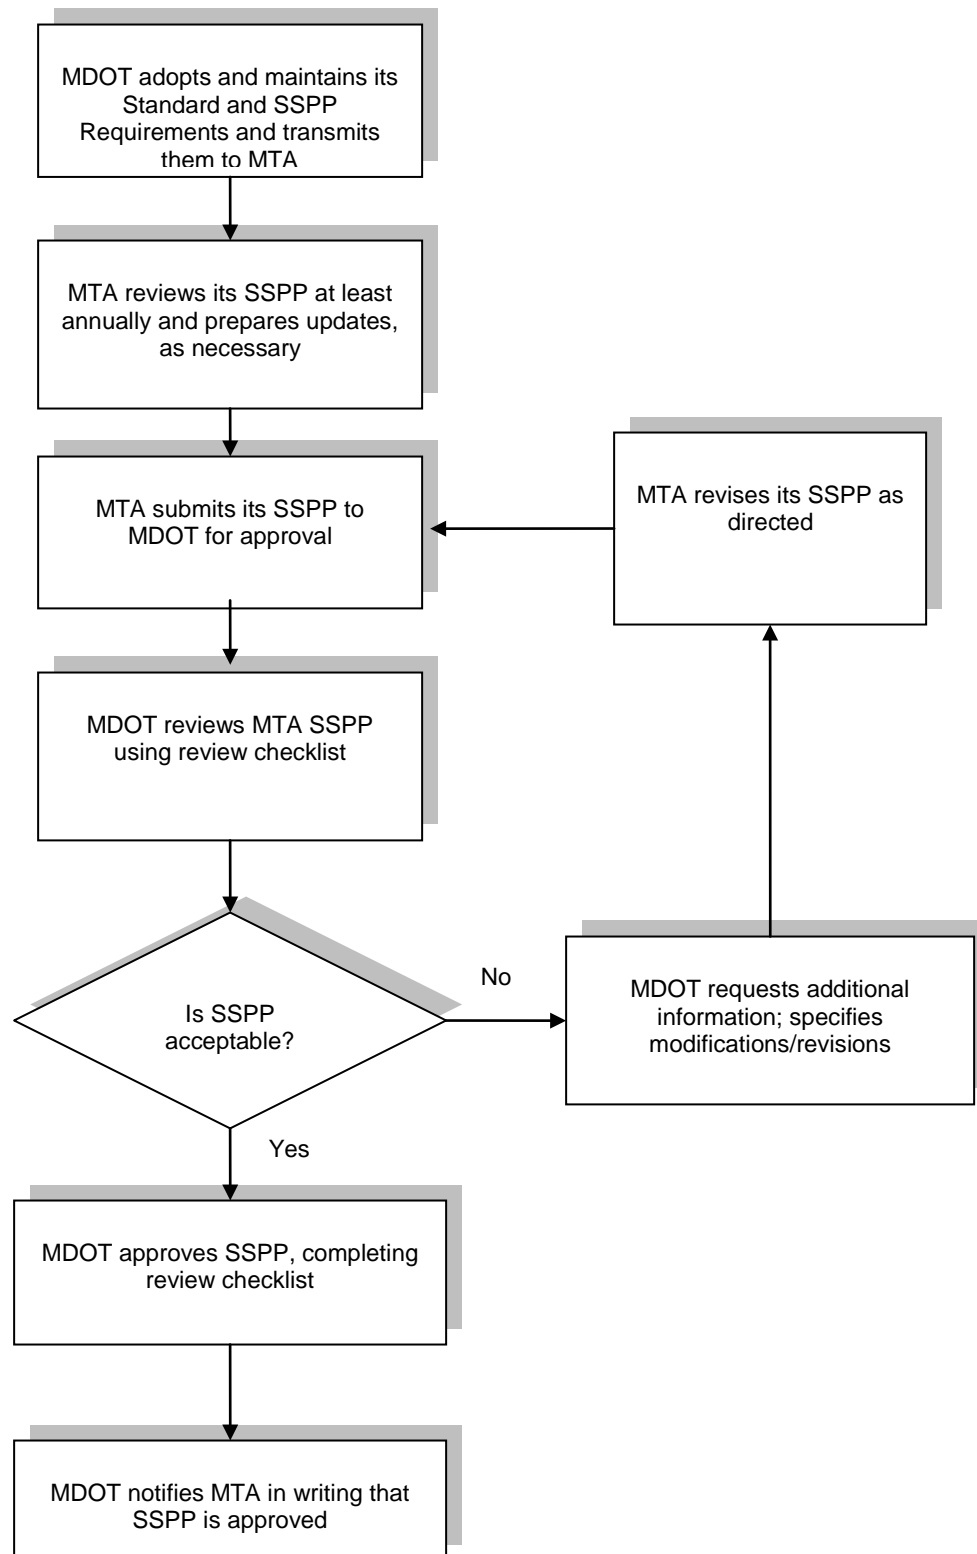 MDOT adopts and maintains its
Standard and SSPP
Requirements and transmits
them to MTA
MTA reviews its SSPP at least
annually and prepares updates,
as necessary
MTA submits its SSPP to
MDOT for approval
MTA revises its SSPP as
directed
MDOT reviews MTA SSPP
using review checklist
Is SSPP
acceptable?
No
MDOT requests additional
information; specifies
modifications/revisions
Yes
MDOT approves SSPP, completing
review checklist
MDOT notifies MTA in writing that
SSPP is approved